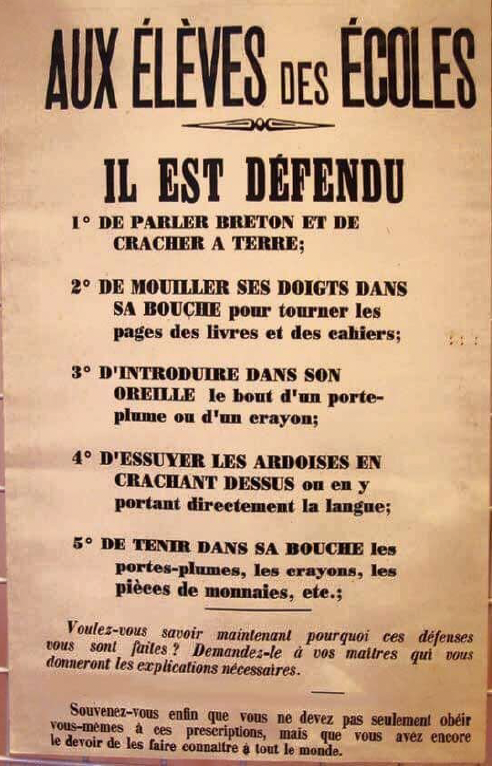 AUX ÉLÈVES DES ÉCOLES
IL EST DÉFENDU
1° DE PARLER BRETON ET DE
CRACHER A TERRE;
2° DE MOUILLER SES DOIGTS DANS
SA BOUCHE pour tourner les
pages des livres et des cahiers;
3° D'INTRODUIRE DANS SON
OREILLE le bout d'un porte-
plume ou d'un crayon;
4° D'ESSUYER LES ARDOISES EN
CRACHANT DESSUS ou en y
portant directement la langue;
5° DE TENIR DANS SA BOUCHE les
portes-plumes, les crayons, les
pièces de monnaies, etc.;
Voulez-vous savoir maintenant pourquoi ces défenses
vous sont faites ? Demandez-le à vos maîtres qui vous
donneront les explications nécessaires.
Souvenez-vous enfin que vous ne devez pas seulement obéir
vous-mêmes à ces prescriptions, mais que vous avez encore
le devoir de les faire connaître à tout le monde.